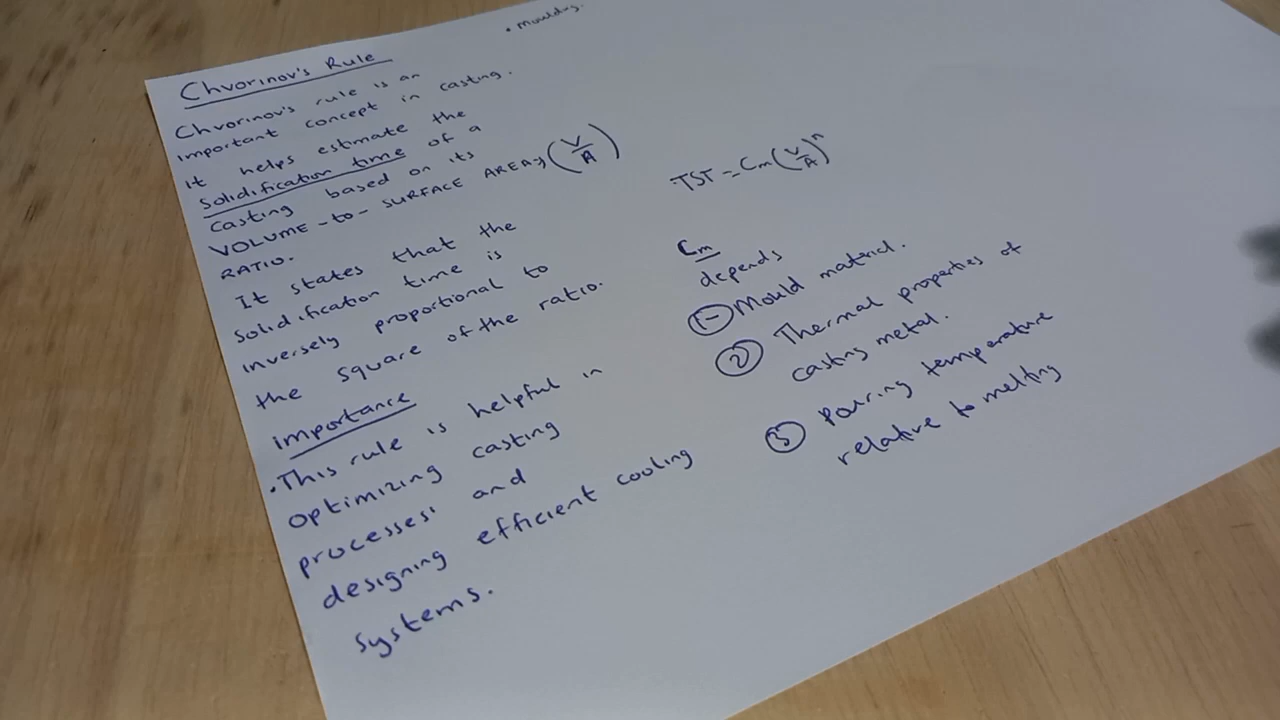 • Moulding.
Chvorinov's Rule
Chvorinov's rule is an
important concept in casting.
It helps estimate the
Solidification time of a
Casting based on its
VOLUME-to-SURFACE AREA (V/A)
RATIO.
It states that the
Solidification time is
inversely proportional to
the square of the ratio.
importance
• This rule is helpful in
optimizing casting
processes and
designing efficient cooling
systems.
TST = Cm (V/A)^n
Cm
depends
① Mould material.
② Thermal properties of
casting metal.
③ Pouring temperature
relative to melting